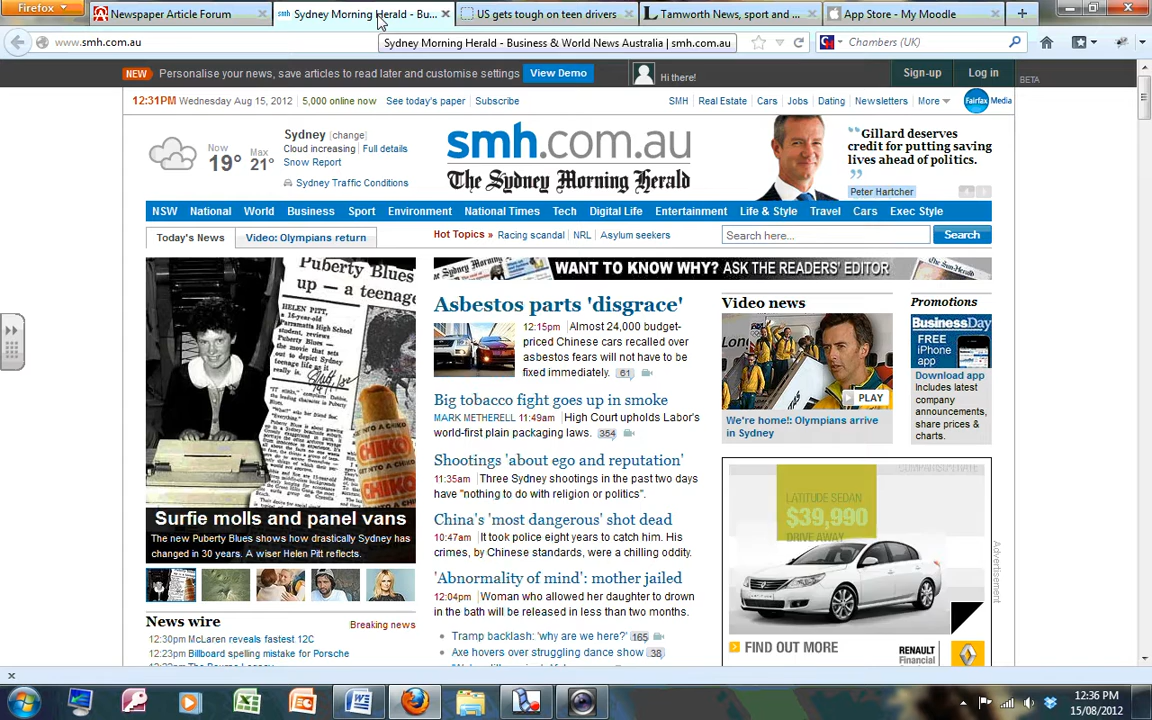 Firefox
Newspaper Article Forum
Sydney Morning Herald - Bu...
US gets tough on teen drivers
Tamworth News, sport and ...
App Store - My Moodle
www.smh.com.au
Sydney Morning Herald - Business & World News Australia | smh.com.au
Chambers (UK)
NEW Personalise your news, save articles to read later and customise settings View Demo
Hi there!
Sign-up
Log in
BETA
12:31PM Wednesday Aug 15, 2012 | 5,000 online now See today's paper Subscribe
SMH Real Estate Cars Jobs Dating Newsletters More
Fairfax Media
Sydney [change]
Cloud increasing | Full details
Snow Report
Now 19° Max 21°
Sydney Traffic Conditions
smh.com.au
The Sydney Morning Herald
Gillard deserves
credit for putting saving
lives ahead of politics.
Peter Hartcher
NSW National World Business Sport Environment National Times Tech Digital Life Entertainment Life & Style Travel Cars Exec Style
Today's News
Video: Olympians return
Hot Topics » Racing scandal NRL Asylum seekers
Search here...
Search
Puberty Blues
up — a teenage
HELEN PITT, a
16-year-old
Parramatta High School
student, reviews
Puberty Blues
CHIKO
CHIKO
Surfie molls and panel vans
The new Puberty Blues shows how drastically Sydney has
changed in 30 years. A wiser Helen Pitt reflects.
News wire
Breaking news
12:30pm McLaren reveals fastest 12C
12:23pm Billboard spelling mistake for Porsche
WANT TO KNOW WHY? ASK THE READERS' EDITOR
Asbestos parts 'disgrace'
12:15pm | Almost 24,000 budget-
priced Chinese cars recalled over
asbestos fears will not have to be
fixed immediately. 61
Big tobacco fight goes up in smoke
MARK METHERELL 11:49am | High Court upholds Labor's
world-first plain packaging laws. 354
Shootings 'about ego and reputation'
11:35am | Three Sydney shootings in the past two days
have "nothing to do with religion or politics".
China's 'most dangerous' shot dead
10:47am | It took police eight years to catch him. His
crimes, by Chinese standards, were a chilling oddity.
'Abnormality of mind': mother jailed
12:04pm | Woman who allowed her daughter to drown
in the bath will be released in less than two months.
Tramp backlash: 'why are we here?' 165
Axe hovers over struggling dance show 38
Video news
PLAY
We're home!: Olympians arrive
in Sydney
Promotions
BusinessDay
FREE
iPhone
app
Download app
Includes latest
company
announcements,
share prices &
charts.
LATITUDE SEDAN
$39,990
DRIVE AWAY
FIND OUT MORE
RENAULT
Financial
RENAULT
Advertisement
12:36 PM
15/08/2012